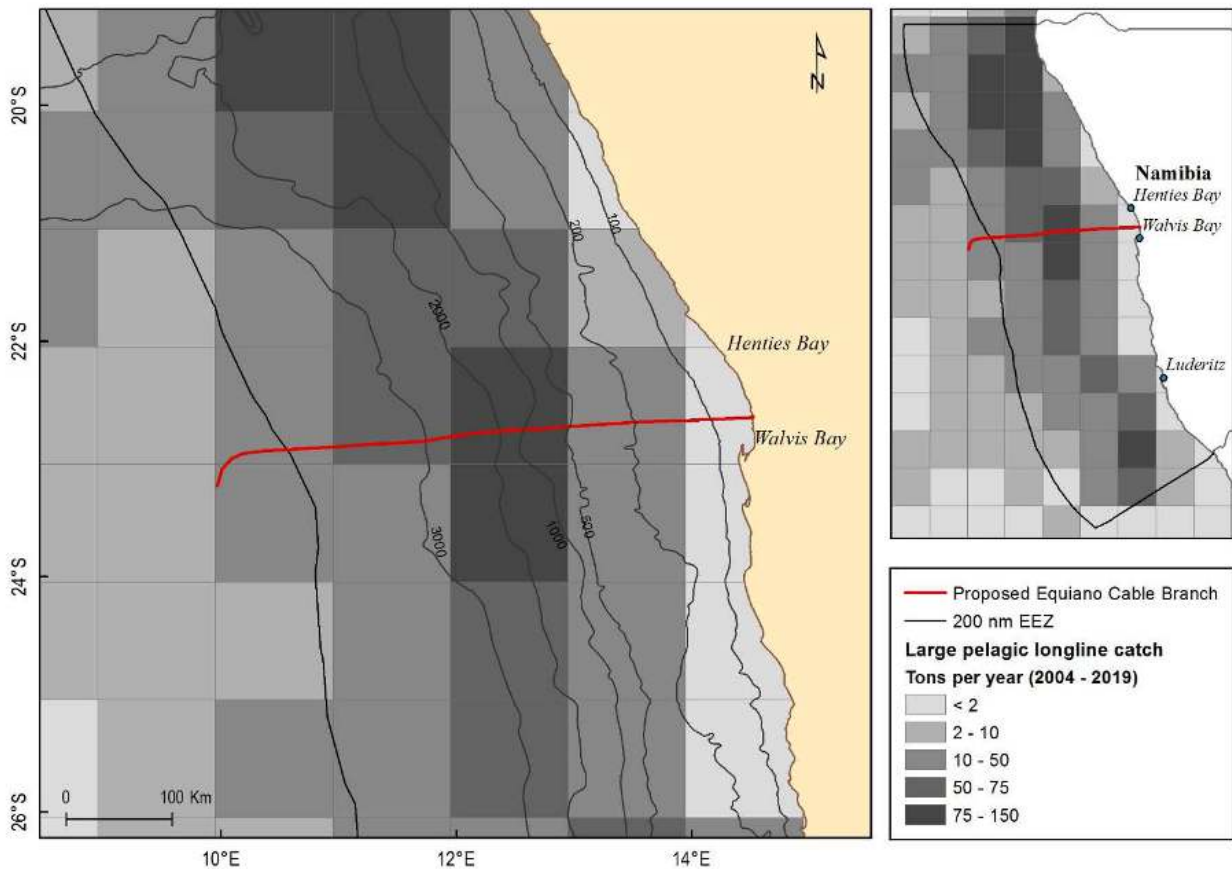 20°S
22°S
24°S
26°S
10°E
12°E
14°E
N
100
200
2000
3000
1000
500
Henties Bay
Walvis Bay
0 100 Km
Namibia
Henties Bay
Walvis Bay
Luderitz
Proposed Equiano Cable Branch
200 nm EEZ
Large pelagic longline catch
Tons per year (2004 - 2019)
< 2
2 - 10
10 - 50
50 - 75
75 - 150